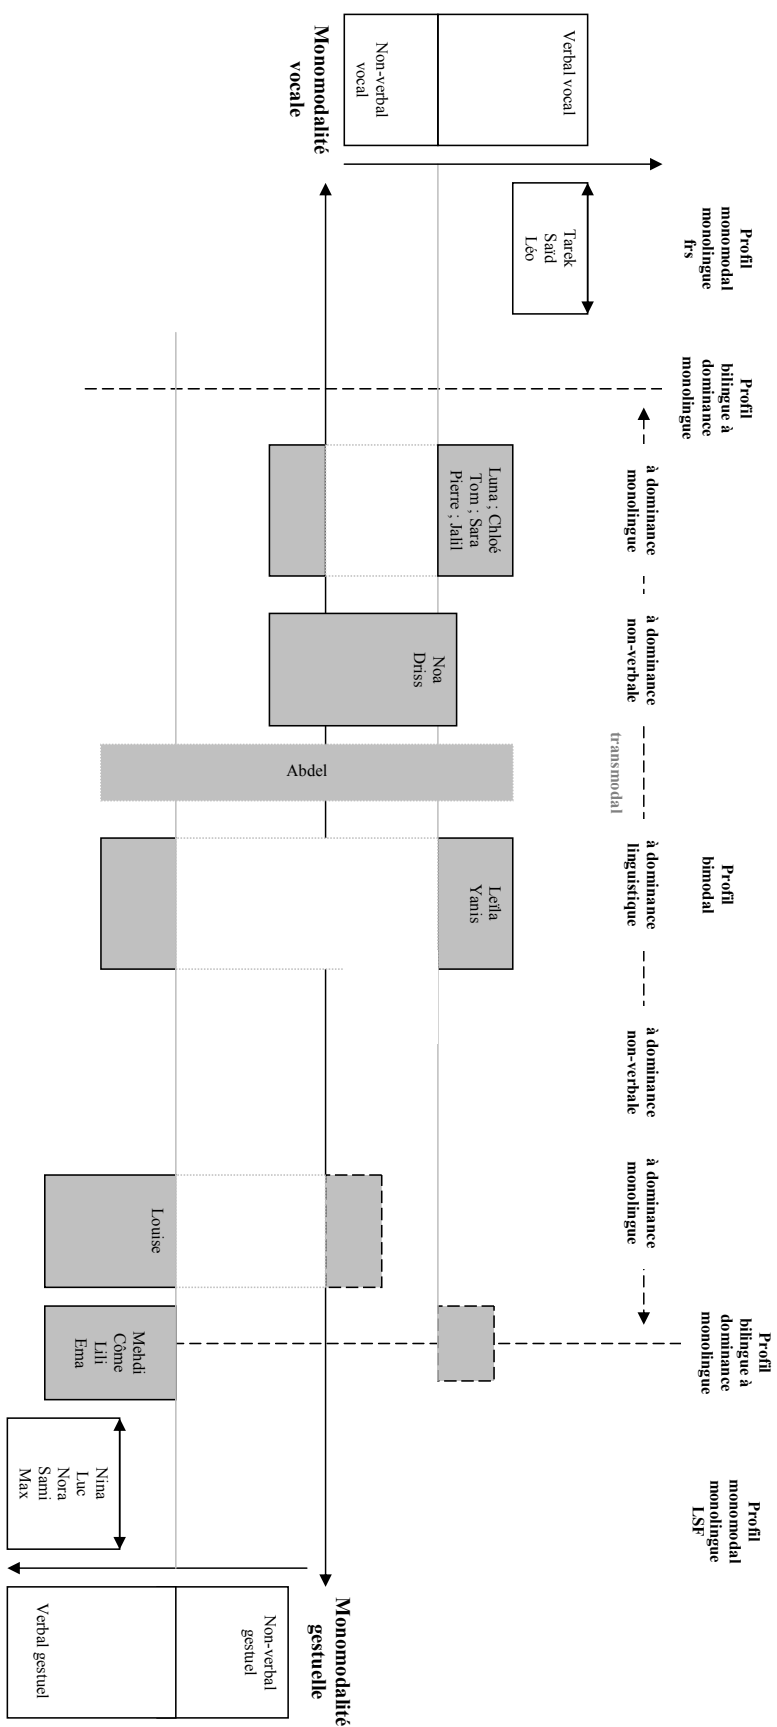 Profil
monomodal
monolingue
frs
Profil
bilingue à
dominance
monolingue
Profil
bimodal
Profil
bilingue à
dominance
monolingue
Profil
monomodal
monolingue
LSF
à dominance
monolingue
à dominance
non-verbale
transmodal
à dominance
linguistique
à dominance
non-verbale
à dominance
monolingue
Verbal vocal
Non-verbal
vocal
Monomodalité
vocale
Tarek
Saïd
Léo
Luna ; Chloé
Tom ; Sara
Pierre ; Jalil
Noa
Driss
Abdel
Leïla
Yanis
Louise
Mehdi
Côme
Lili
Ema
Nina
Luc
Nora
Sami
Max
Monomodalité
gestuelle
Non-verbal
gestuel
Verbal gestuel